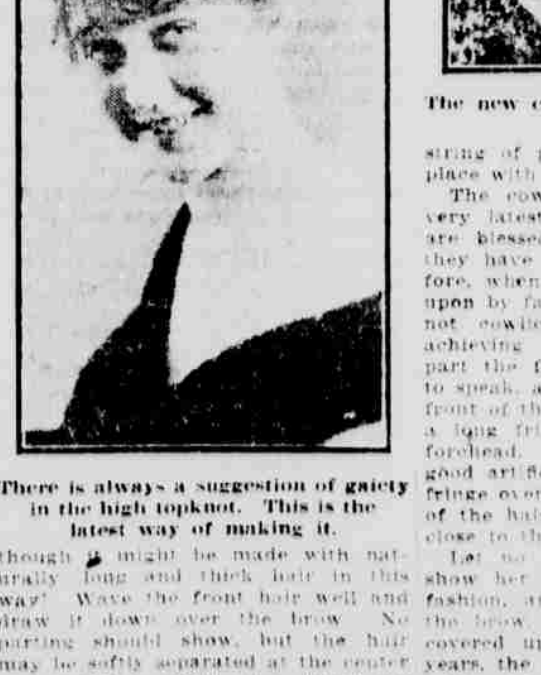 There is always a suggestion of gaiety
in the high topknot. This is the
latest way of making it.
though it might be made with nat-
urally long and thick hair in this
way! Wave the front hair well and
draw it down over the brow. No
parting should show, but the hair
may be softly separated at the center
The new c
string of
place with
The cow
very latest
are blesse
they have
fore, when
upon by fa
not cowlic
achieving
part the f
to speak, a
front of th
a long fri
forehead.
good artifi
fringe over
of the hai
close to th
Let no
show her
fashion, a
the brow,
covered u
years, the